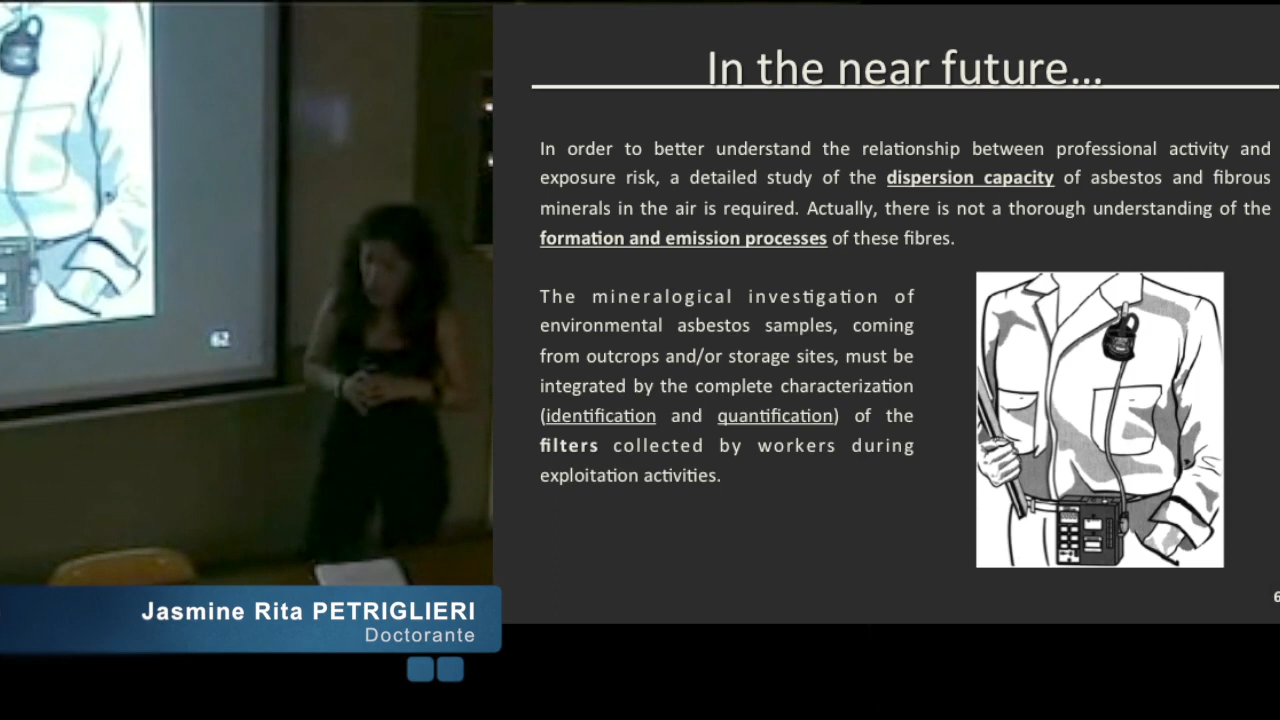 In the near future...
In order to better understand the relationship between professional activity and
exposure risk, a detailed study of the dispersion capacity of asbestos and fibrous
minerals in the air is required. Actually, there is not a thorough understanding of the
formation and emission processes of these fibres.
The mineralogical investigation of
environmental asbestos samples, coming
from outcrops and/or storage sites, must be
integrated by the complete characterization
(identification and quantification) of the
filters collected by workers during
exploitation activities.
Jasmine Rita PETRIGLIERI
Doctorante